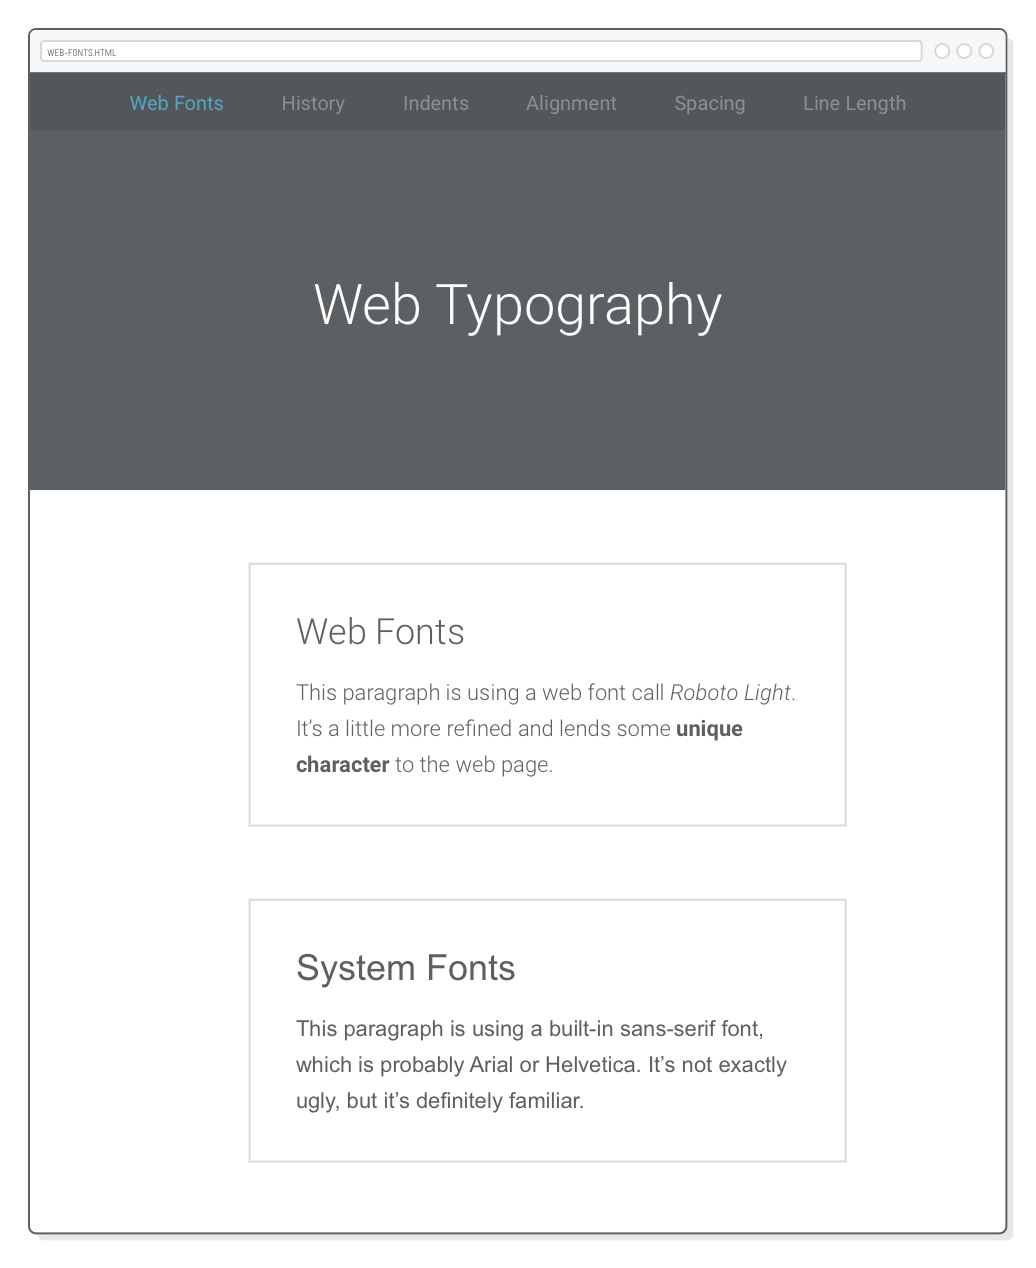 WEB-FONTS.HTML
Web Fonts History Indents Alignment Spacing Line Length
Web Typography
Web Fonts
This paragraph is using a web font call Roboto Light.
It’s a little more refined and lends some unique
character to the web page.
System Fonts
This paragraph is using a built-in sans-serif font,
which is probably Arial or Helvetica. It’s not exactly
ugly, but it’s definitely familiar.